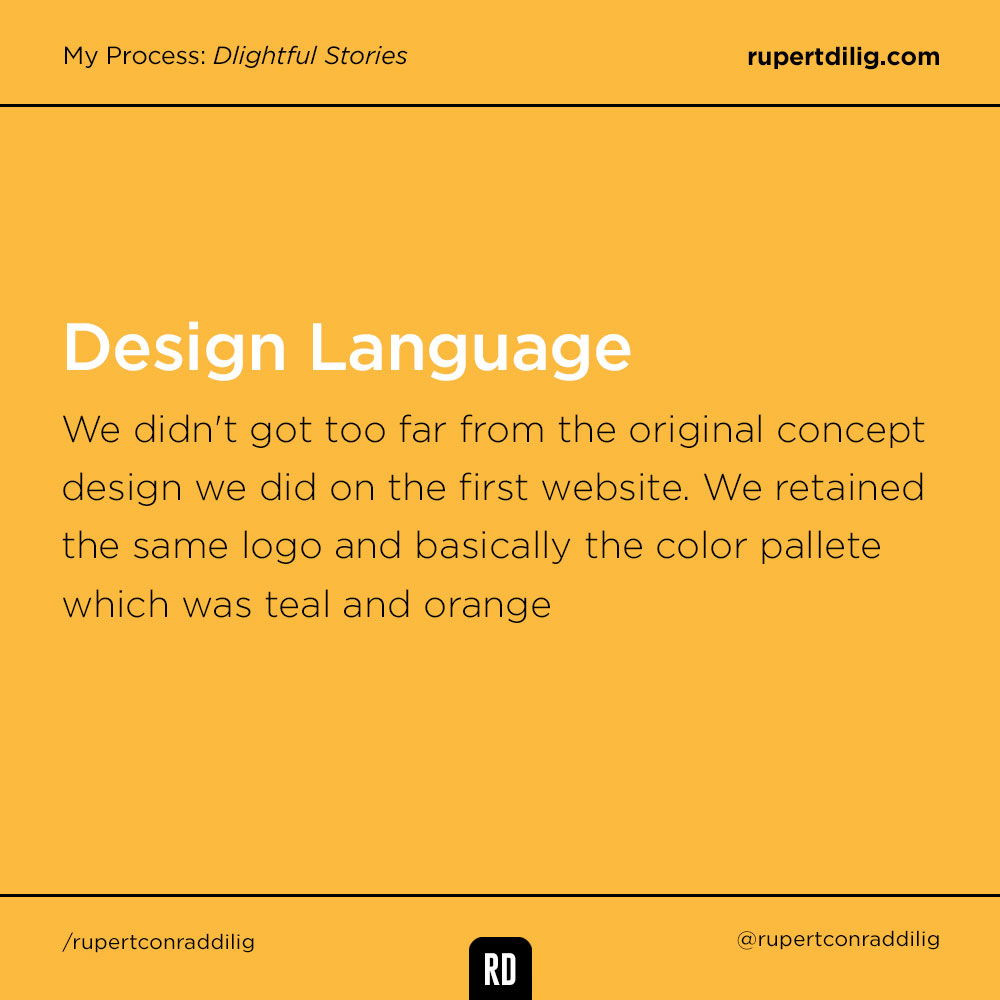 My Process: Dlightful Stories
rupertdilig.com
Design Language
We didn't got too far from the original concept
design we did on the first website. We retained
the same logo and basically the color pallete
which was teal and orange
/rupertconraddilig
RD
@rupertconraddilig